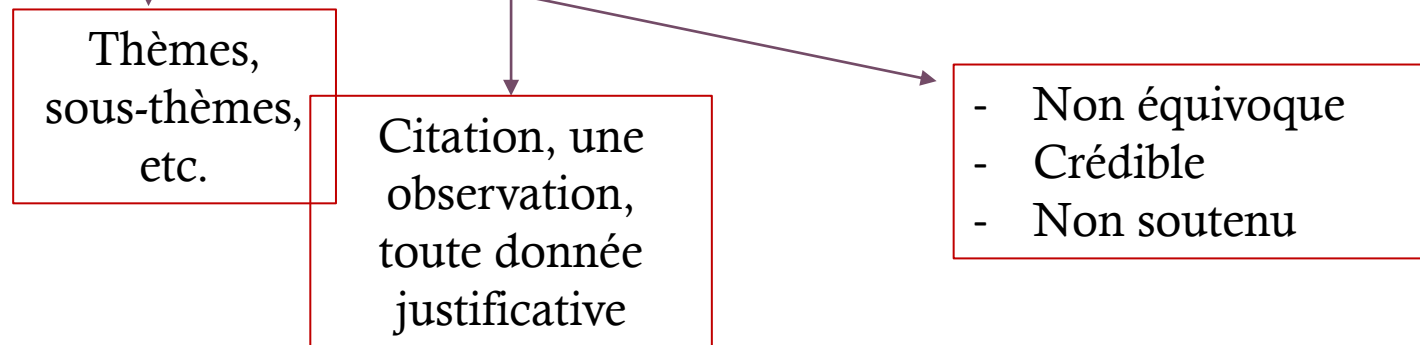 Thèmes,
sous-thèmes,
etc.
Citation, une
observation,
toute donnée
justificative
- Non équivoque
- Crédible
- Non soutenu